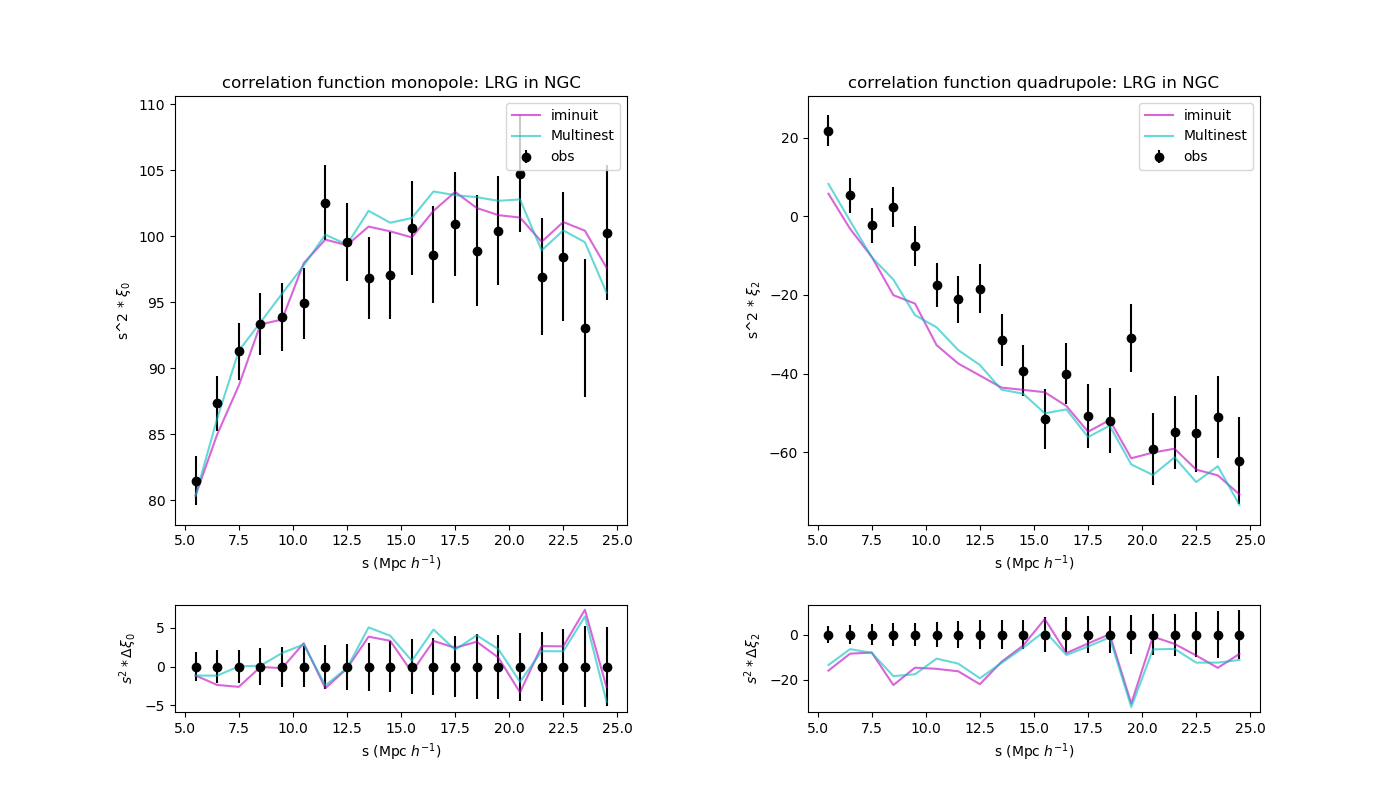 correlation function monopole: LRG in NGC
110
105
100
95
90
85
80
s^2 * ξ₀
iminuit
Multinest
obs
5.0 7.5 10.0 12.5 15.0 17.5 20.0 22.5 25.0
s (Mpc h⁻¹)
5
0
−5
s² * Δξ₀
5.0 7.5 10.0 12.5 15.0 17.5 20.0 22.5 25.0
s (Mpc h⁻¹)
correlation function quadrupole: LRG in NGC
20
0
−20
−40
−60
s^2 * ξ₂
iminuit
Multinest
obs
5.0 7.5 10.0 12.5 15.0 17.5 20.0 22.5 25.0
s (Mpc h⁻¹)
0
−20
s² * Δξ₂
5.0 7.5 10.0 12.5 15.0 17.5 20.0 22.5 25.0
s (Mpc h⁻¹)